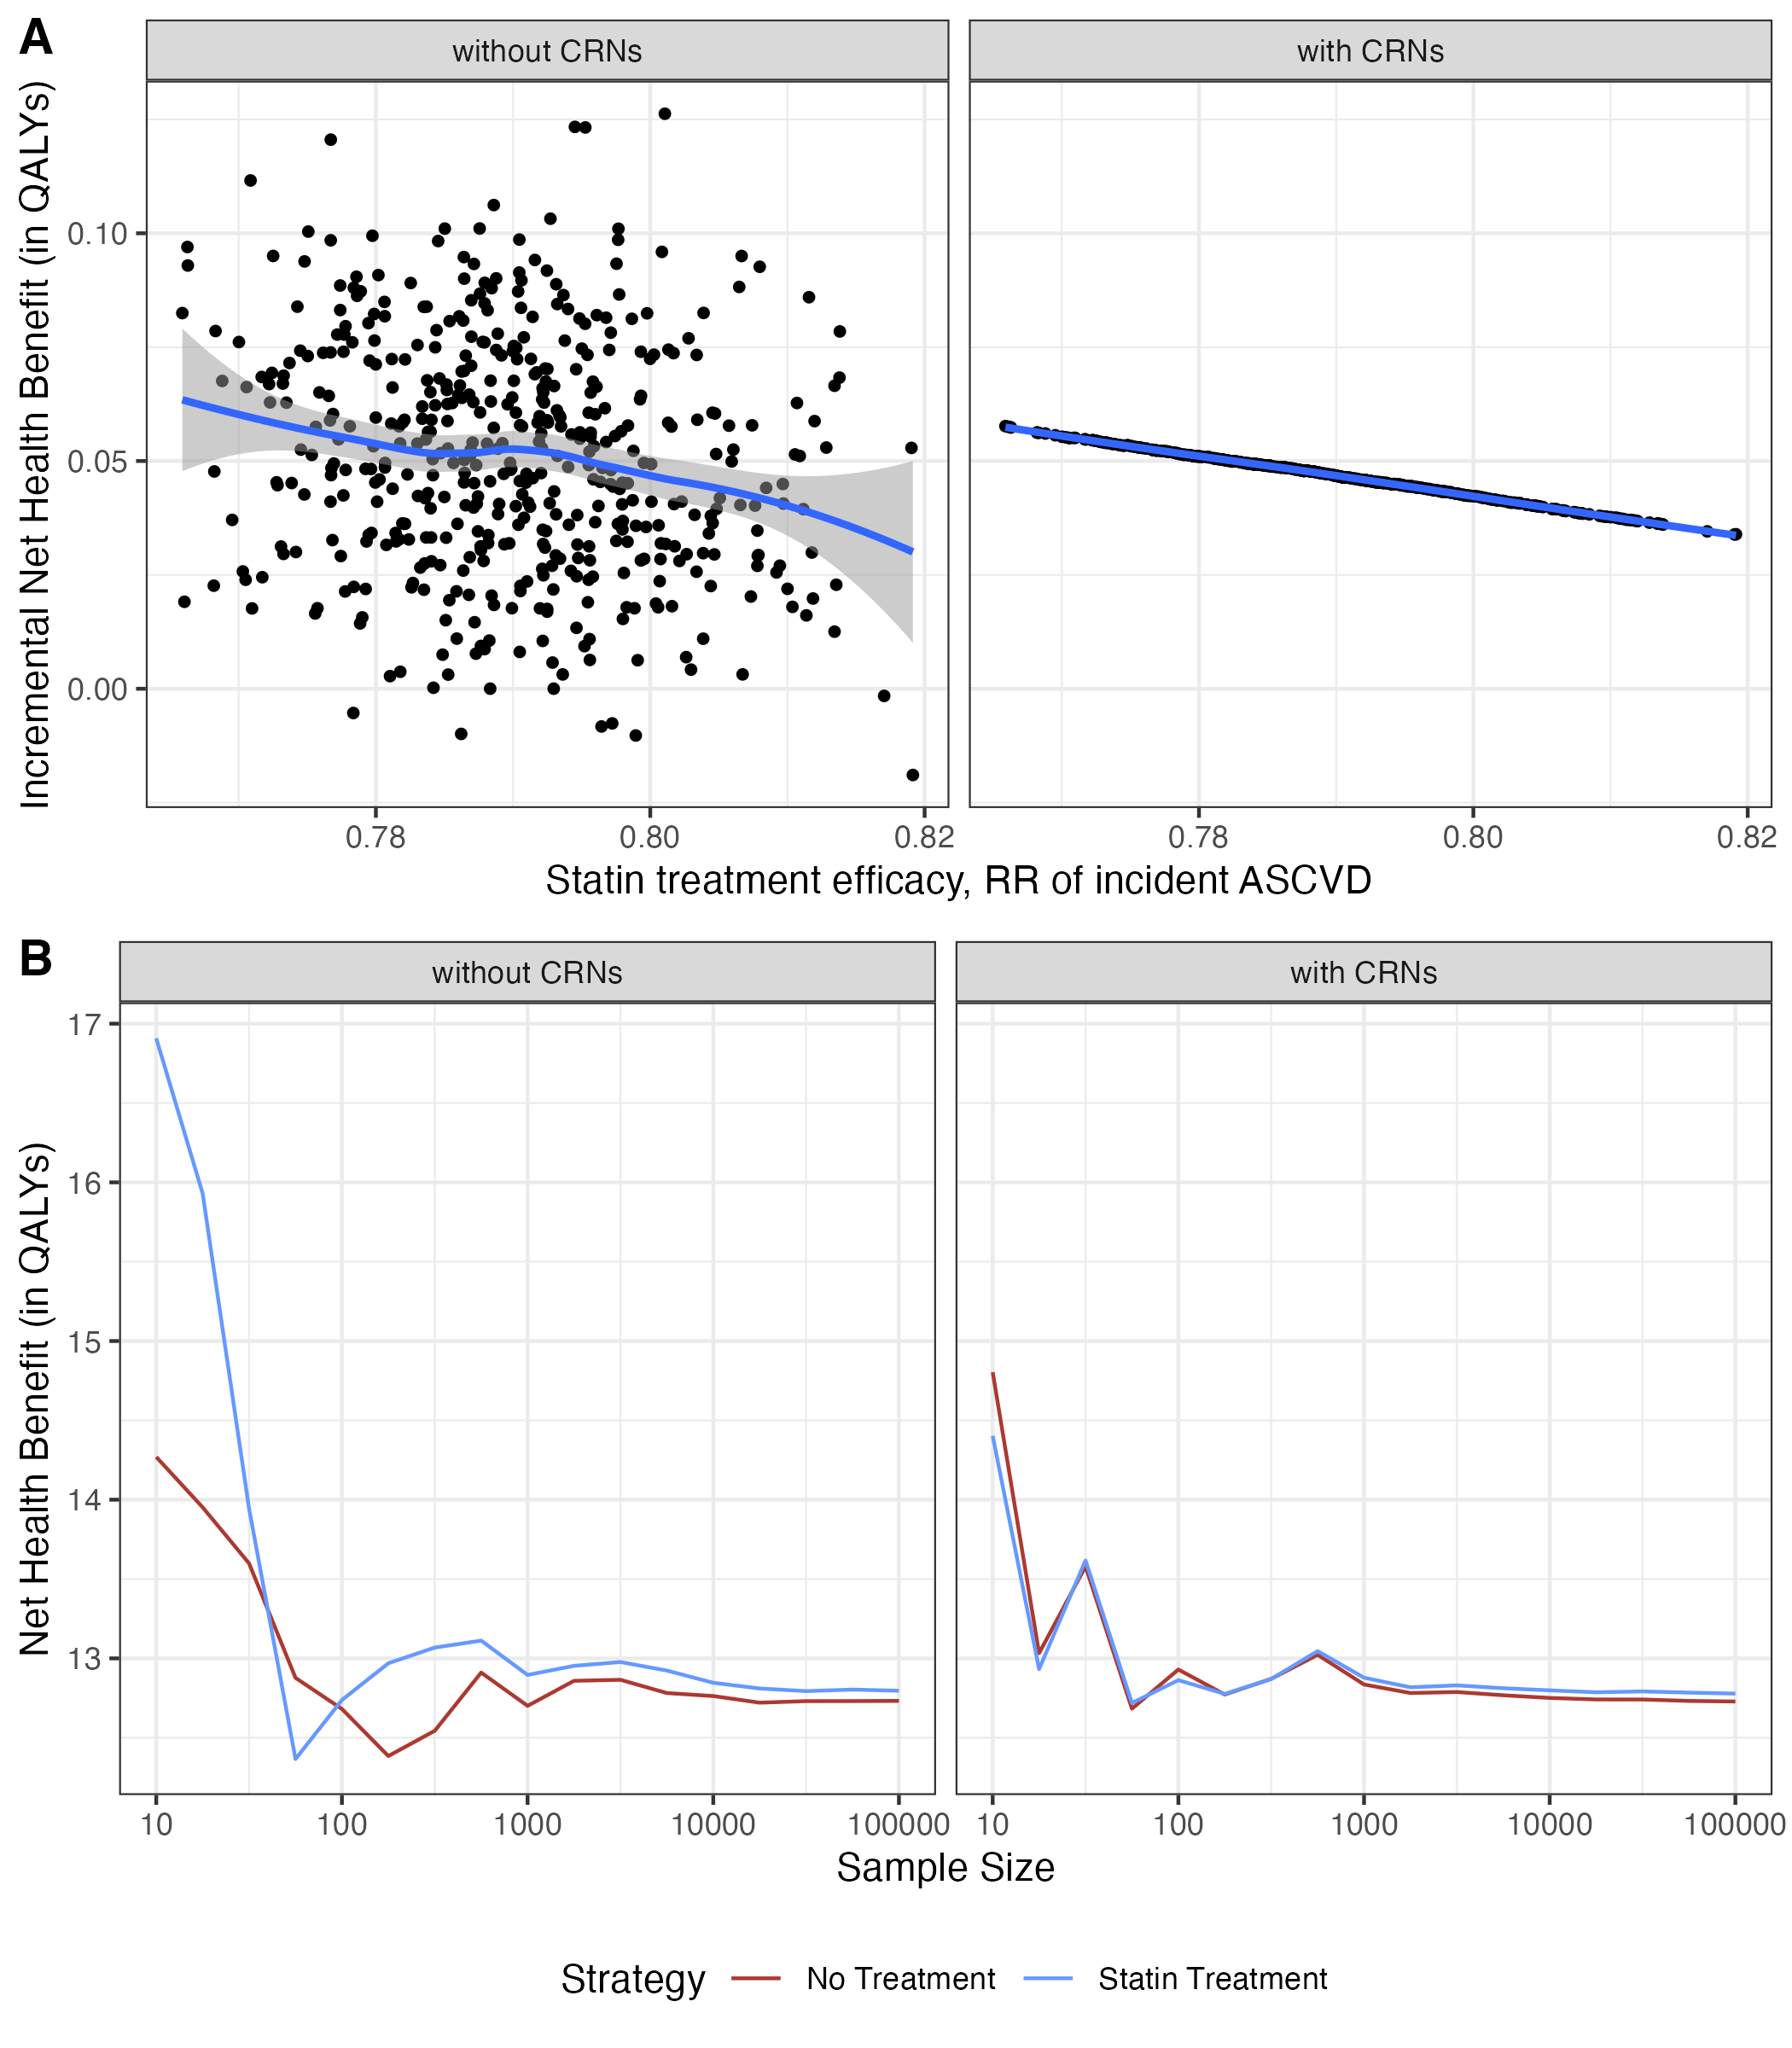 A
without CRNs
with CRNs
Incremental Net Health Benefit (in QALYs)
0.10
0.05
0.00
0.78
0.80
0.82
0.78
0.80
0.82
Statin treatment efficacy, RR of incident ASCVD
B
without CRNs
with CRNs
Net Health Benefit (in QALYs)
17
16
15
14
13
10
100
1000
10000
100000
10
100
1000
10000
100000
Sample Size
Strategy No Treatment Statin Treatment